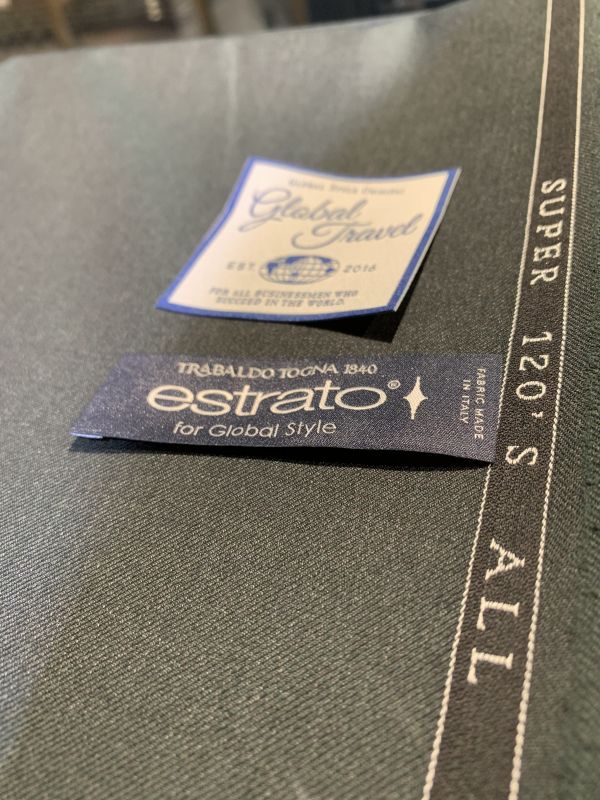 Global
Travel
EST. 2016
FOR ALL BUSINESSMEN WHO
SUCCEED IN THE WORLD.
TRABALDO TOGNA 1840
estrato®
for Global Style
FABRIC MADE
IN ITALY
SUPER 120'S ALL